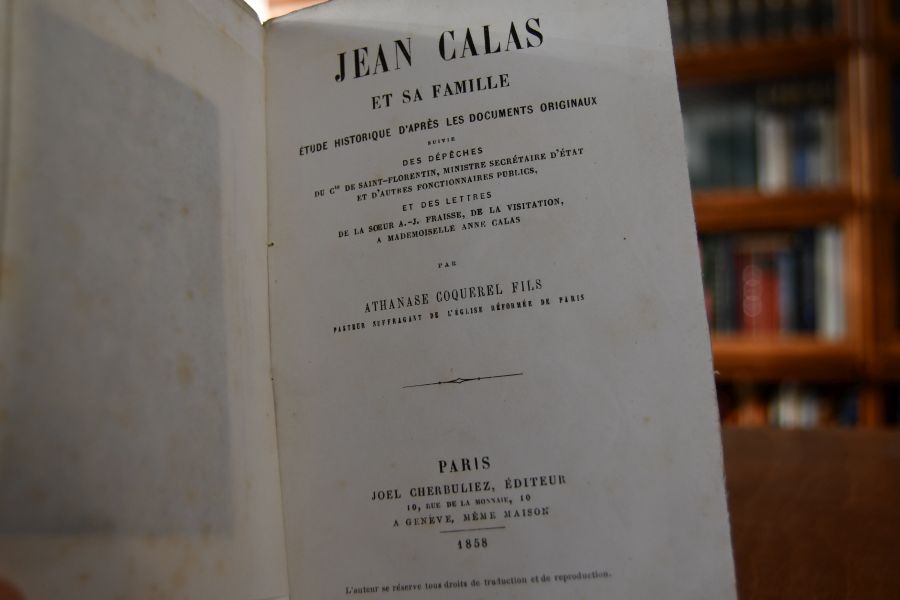 JEAN CALAS
ET SA FAMILLE
ÉTUDE HISTORIQUE D'APRÈS LES DOCUMENTS ORIGINAUX
SUIVIE
DES DÉPÊCHES
DU Cte DE SAINT-FLORENTIN, MINISTRE SECRÉTAIRE D'ÉTAT
ET D'AUTRES FONCTIONNAIRES PUBLICS,
ET DES LETTRES
DE LA SŒUR A.-J. FRAISSE, DE LA VISITATION,
A MADEMOISELLE ANNE CALAS
PAR
ATHANASE COQUEREL FILS
PASTEUR SUFFRAGANT DE L'ÉGLISE RÉFORMÉE DE PARIS
PARIS
JOEL CHERBULIEZ, ÉDITEUR
10, RUE DE LA MONNAIE, 10
A GENÈVE, MÊME MAISON
1858
L'auteur se réserve tous droits de traduction et de reproduction.